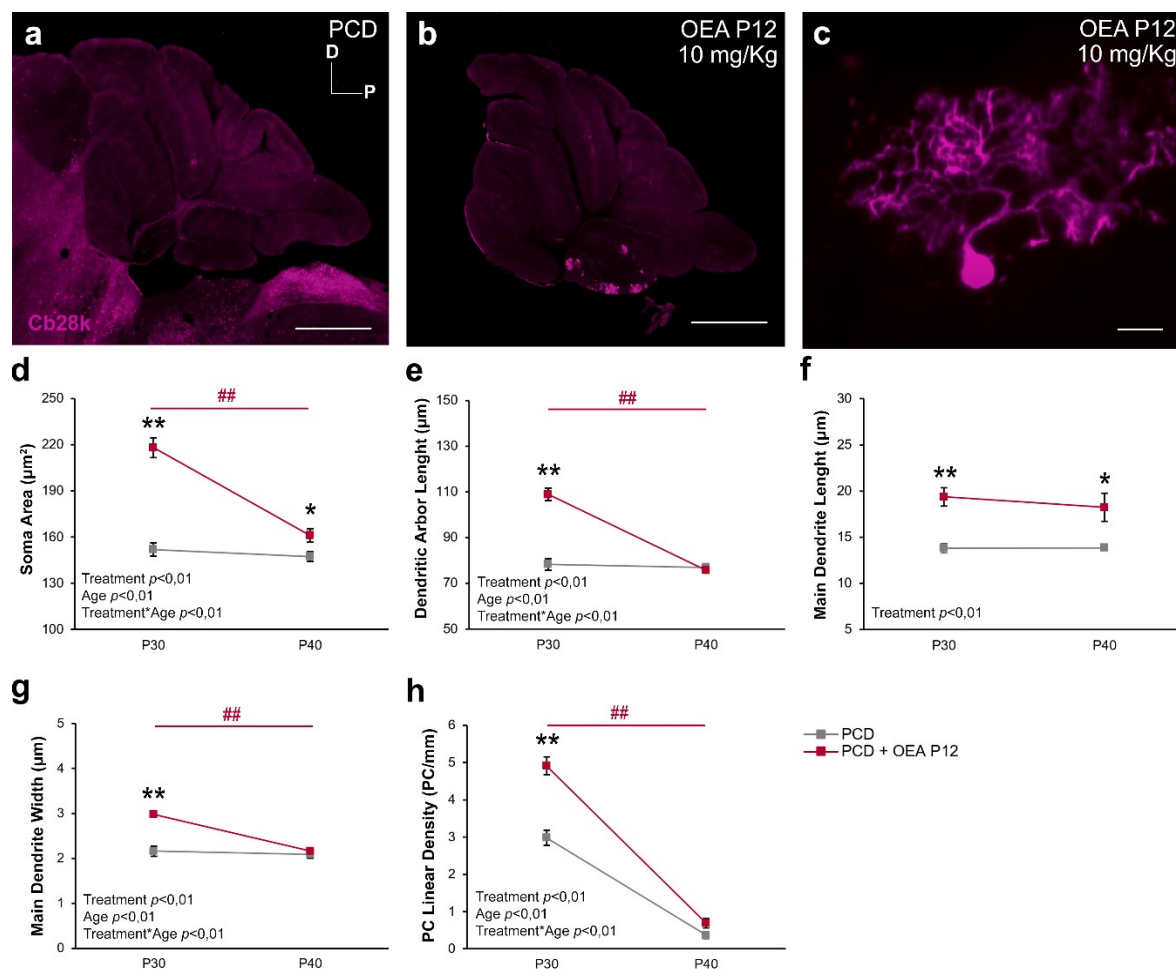 a
PCD
D
P
Cb28k
b
OEA P12
10 mg/Kg
c
OEA P12
10 mg/Kg
d
##
250
220
190
160
130
100
**
*
Soma Area (µm²)
Treatment p<0,01
Age p<0,01
Treatment*Age p<0,01
P30
P40
e
##
150
130
110
90
70
50
**
Dendritic Arbor Lenght (µm)
Treatment p<0,01
Age p<0,01
Treatment*Age p<0,01
P30
P40
f
30
25
20
15
10
5
**
*
Main Dendrite Lenght (µm)
Treatment p<0,01
P30
P40
g
##
5
4
3
2
1
0
**
Main Dendrite Width (µm)
Treatment p<0,01
Age p<0,01
Treatment*Age p<0,01
P30
P40
h
##
6
5
4
3
2
1
0
**
PC Linear Density (PC/mm)
Treatment p<0,01
Age p<0,01
Treatment*Age p<0,01
P30
P40
PCD
PCD + OEA P12